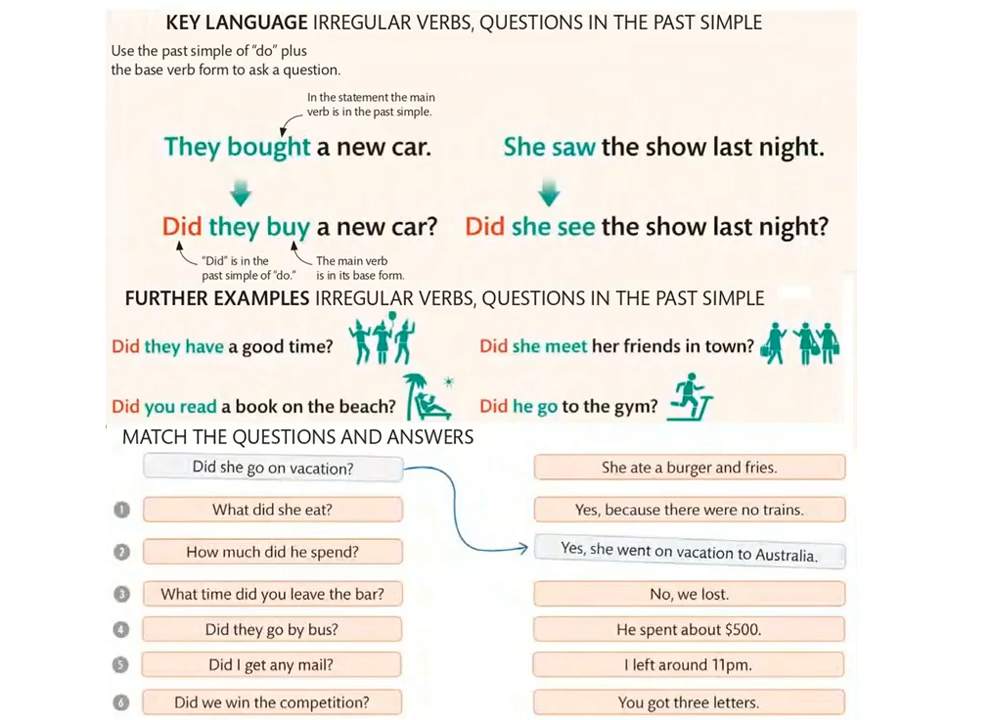 KEY LANGUAGE IRREGULAR VERBS, QUESTIONS IN THE PAST SIMPLE
Use the past simple of "do" plus
the base verb form to ask a question.
In the statement the main
verb is in the past simple.
They bought a new car.
She saw the show last night.
Did they buy a new car?
Did she see the show last night?
"Did" is in the
past simple of "do."
The main verb
is in its base form.
FURTHER EXAMPLES IRREGULAR VERBS, QUESTIONS IN THE PAST SIMPLE
Did they have a good time?
Did she meet her friends in town?
Did you read a book on the beach?
Did he go to the gym?
MATCH THE QUESTIONS AND ANSWERS
Did she go on vacation?
She ate a burger and fries.
1 What did she eat?
Yes, because there were no trains.
2 How much did he spend?
Yes, she went on vacation to Australia.
3 What time did you leave the bar?
No, we lost.
4 Did they go by bus?
He spent about $500.
5 Did I get any mail?
I left around 11pm.
6 Did we win the competition?
You got three letters.